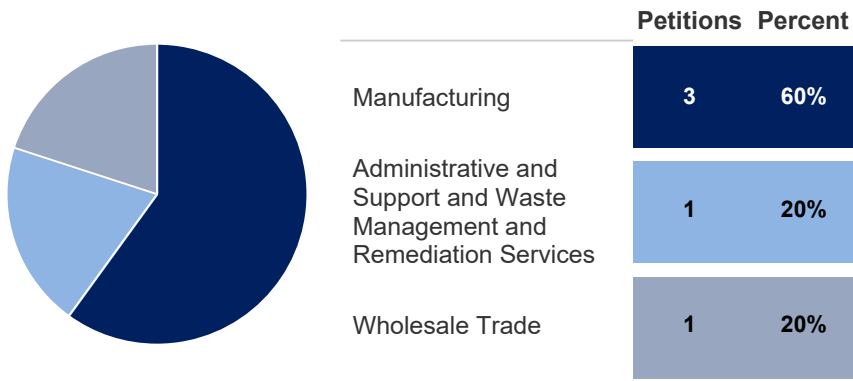 Petitions Percent
Manufacturing 3 60%
Administrative and
Support and Waste
Management and
Remediation Services
1 20%
Wholesale Trade 1 20%